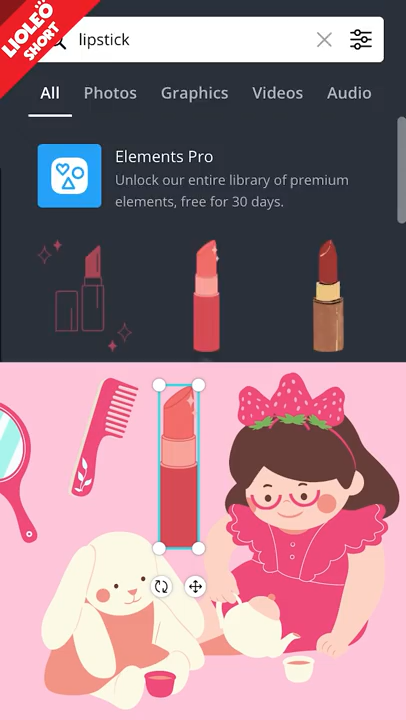 LIOLEO
SHORT
lipstick
All Photos Graphics Videos Audio
Elements Pro
Unlock our entire library of premium
elements, free for 30 days.